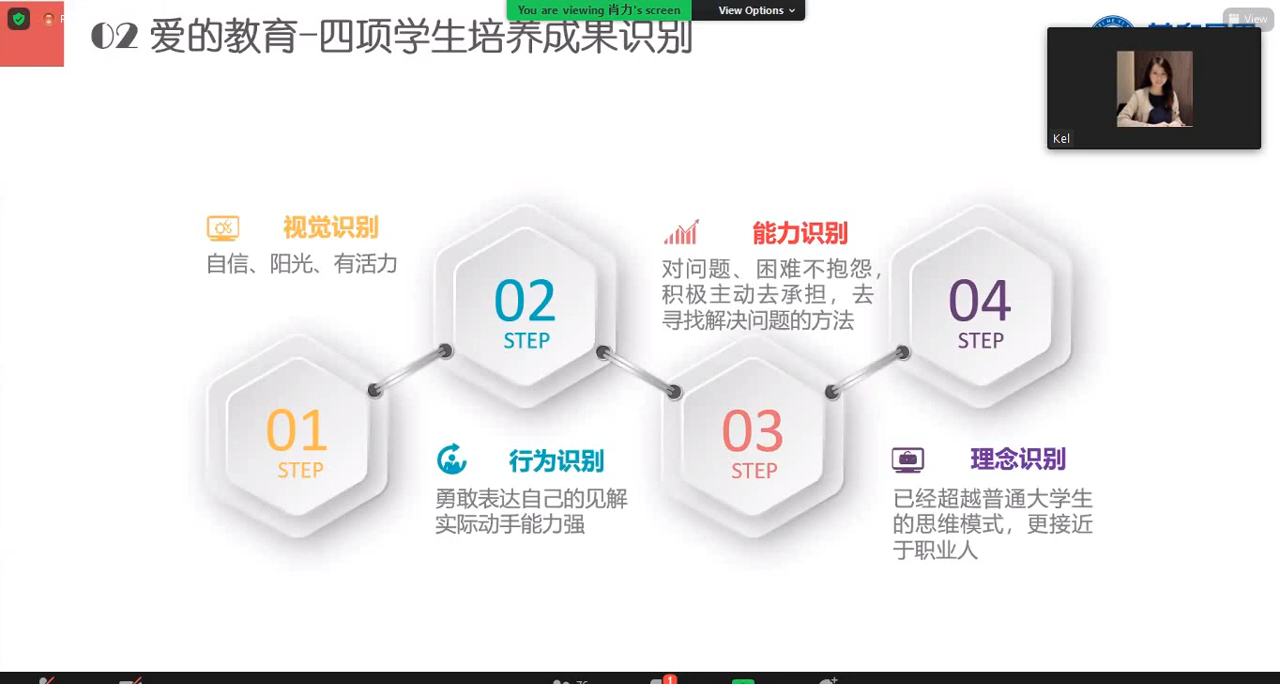 You are viewing 肖力's screen
View Options
View
02 爱的教育-四项学生培养成果识别
Kel
视觉识别
自信、阳光、有活力
02
STEP
能力识别
对问题、困难不抱怨，
积极主动去承担，去
寻找解决问题的方法
04
STEP
01
STEP
行为识别
勇敢表达自己的见解
实际动手能力强
03
STEP
理念识别
已经超越普通大学生
的思维模式，更接近
于职业人
1